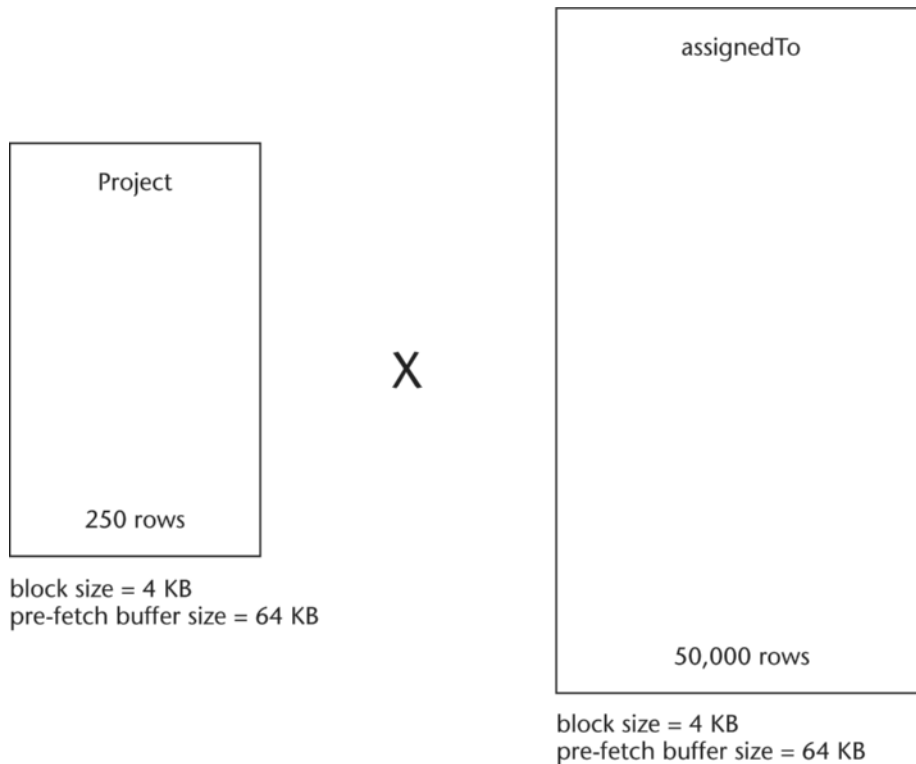 Project
250 rows
block size = 4 KB
pre-fetch buffer size = 64 KB
X
assignedTo
50,000 rows
block size = 4 KB
pre-fetch buffer size = 64 KB